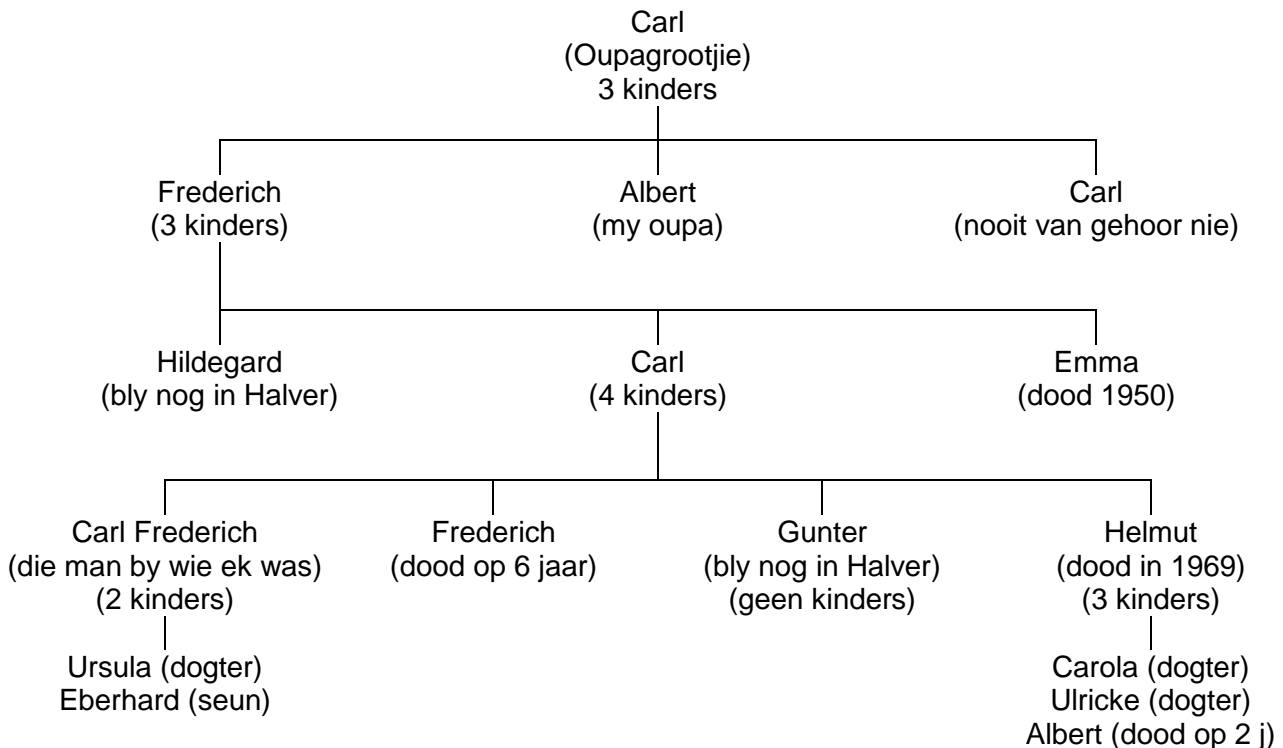 Carl
(Oupagrootjie)
3 kinders
Frederich
(3 kinders)
Albert
(my oupa)
Carl
(nooit van gehoor nie)
Hildegard
(bly nog in Halver)
Carl
(4 kinders)
Emma
(dood 1950)
Carl Frederich
(die man by wie ek was)
(2 kinders)
Frederich
(dood op 6 jaar)
Gunter
(bly nog in Halver)
(geen kinders)
Helmut
(dood in 1969)
(3 kinders)
Ursula (dogter)
Eberhard (seun)
Carola (dogter)
Ulricke (dogter)
Albert (dood op 2 j)